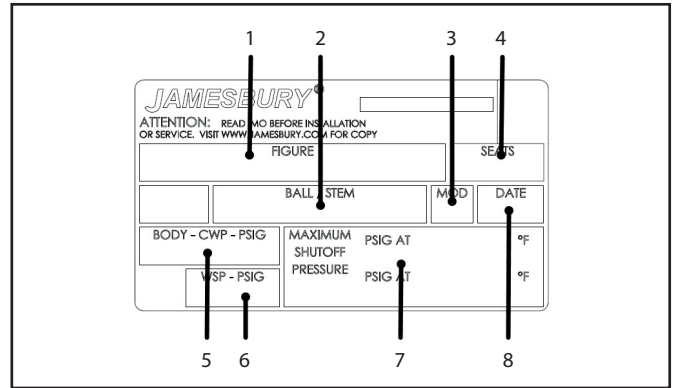 1 2 3 4
JAMESBURY®
ATTENTION: READ IMO BEFORE INSTALLATION
OR SERVICE. VISIT WWW.JAMESBURY.COM FOR COPY
FIGURE SEATS
BALL / STEM MOD DATE
BODY - CWP - PSIG MAXIMUM PSIG AT °F
SHUTOFF
PRESSURE
WSP - PSIG PSIG AT °F
5 6 7 8